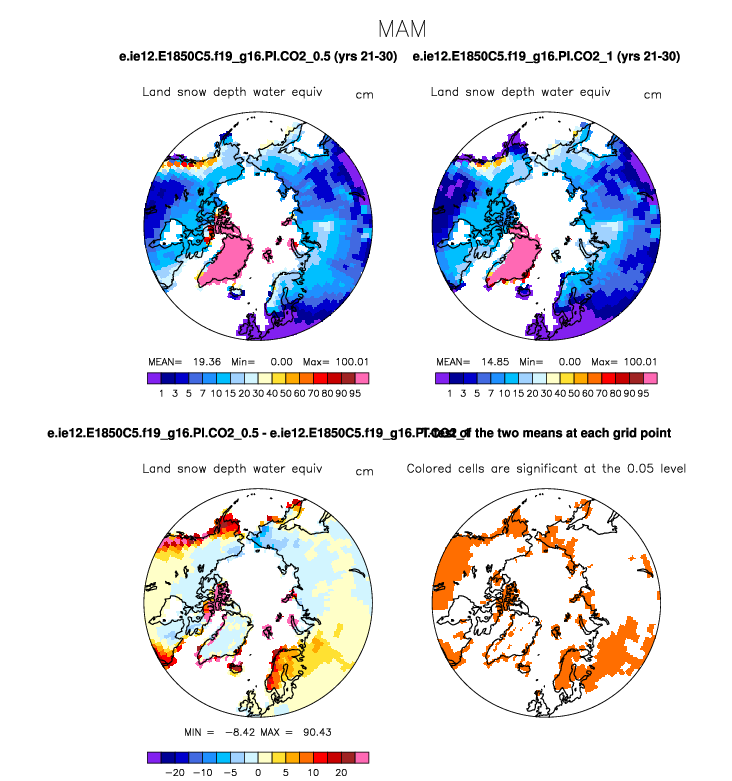 MAM
e.ie12.E1850C5.f19_g16.PI.CO2_0.5 (yrs 21-30)
e.ie12.E1850C5.f19_g16.PI.CO2_1 (yrs 21-30)
Land snow depth water equiv cm
Land snow depth water equiv cm
MEAN= 19.36 Min= 0.00 Max= 100.01
MEAN= 14.85 Min= 0.00 Max= 100.01
1 3 5 7 10 15 20 30 40 50 60 70 80 90 95
1 3 5 7 10 15 20 30 40 50 60 70 80 90 95
e.ie12.E1850C5.f19_g16.PI.CO2_0.5 - e.ie12.E1850C5.f19_g16.PI.CO2_1
of the two means at each grid point
Land snow depth water equiv cm
Colored cells are significant at the 0.05 level
MIN = -8.42 MAX = 90.43
-20 -10 -5 0 5 10 20